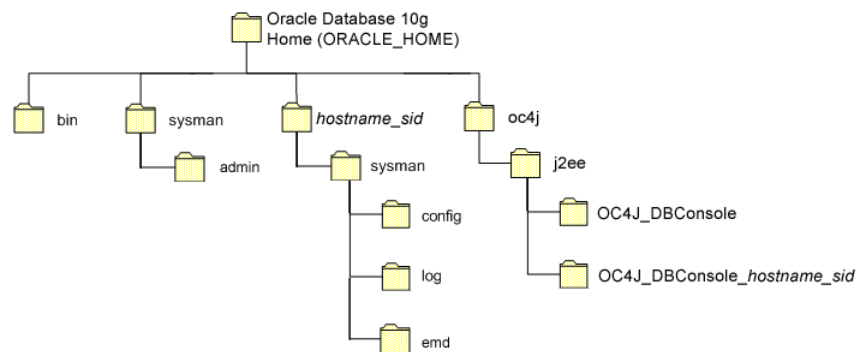 Oracle Database 10g
Home (ORACLE_HOME)
bin
sysman
hostname_sid
oc4j
admin
sysman
j2ee
config
OC4J_DBConsole
log
OC4J_DBConsole_hostname_sid
emd